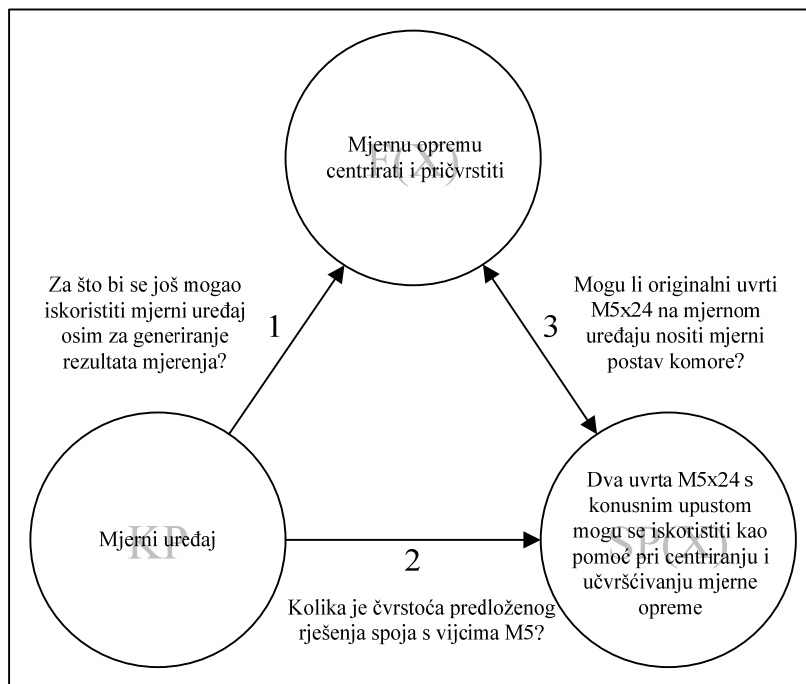 F(X)
Mjernu opremu
centrirati i pričvrstiti
Za što bi se još mogao
iskoristiti mjerni uređaj
osim za generiranje
rezultata mjerenja?
1
3
Mogu li originalni uvrti
M5x24 na mjernom
uređaju nositi mjerni
postav komore?
KP
Mjerni uređaj
2
Kolika je čvrstoća predloženog
rješenja spoja s vijcima M5?
SP(X)
Dva uvrta M5x24 s
konusnim upustom
mogu se iskoristiti kao
pomoć pri centriranju i
učvršćivanju mjerne
opreme